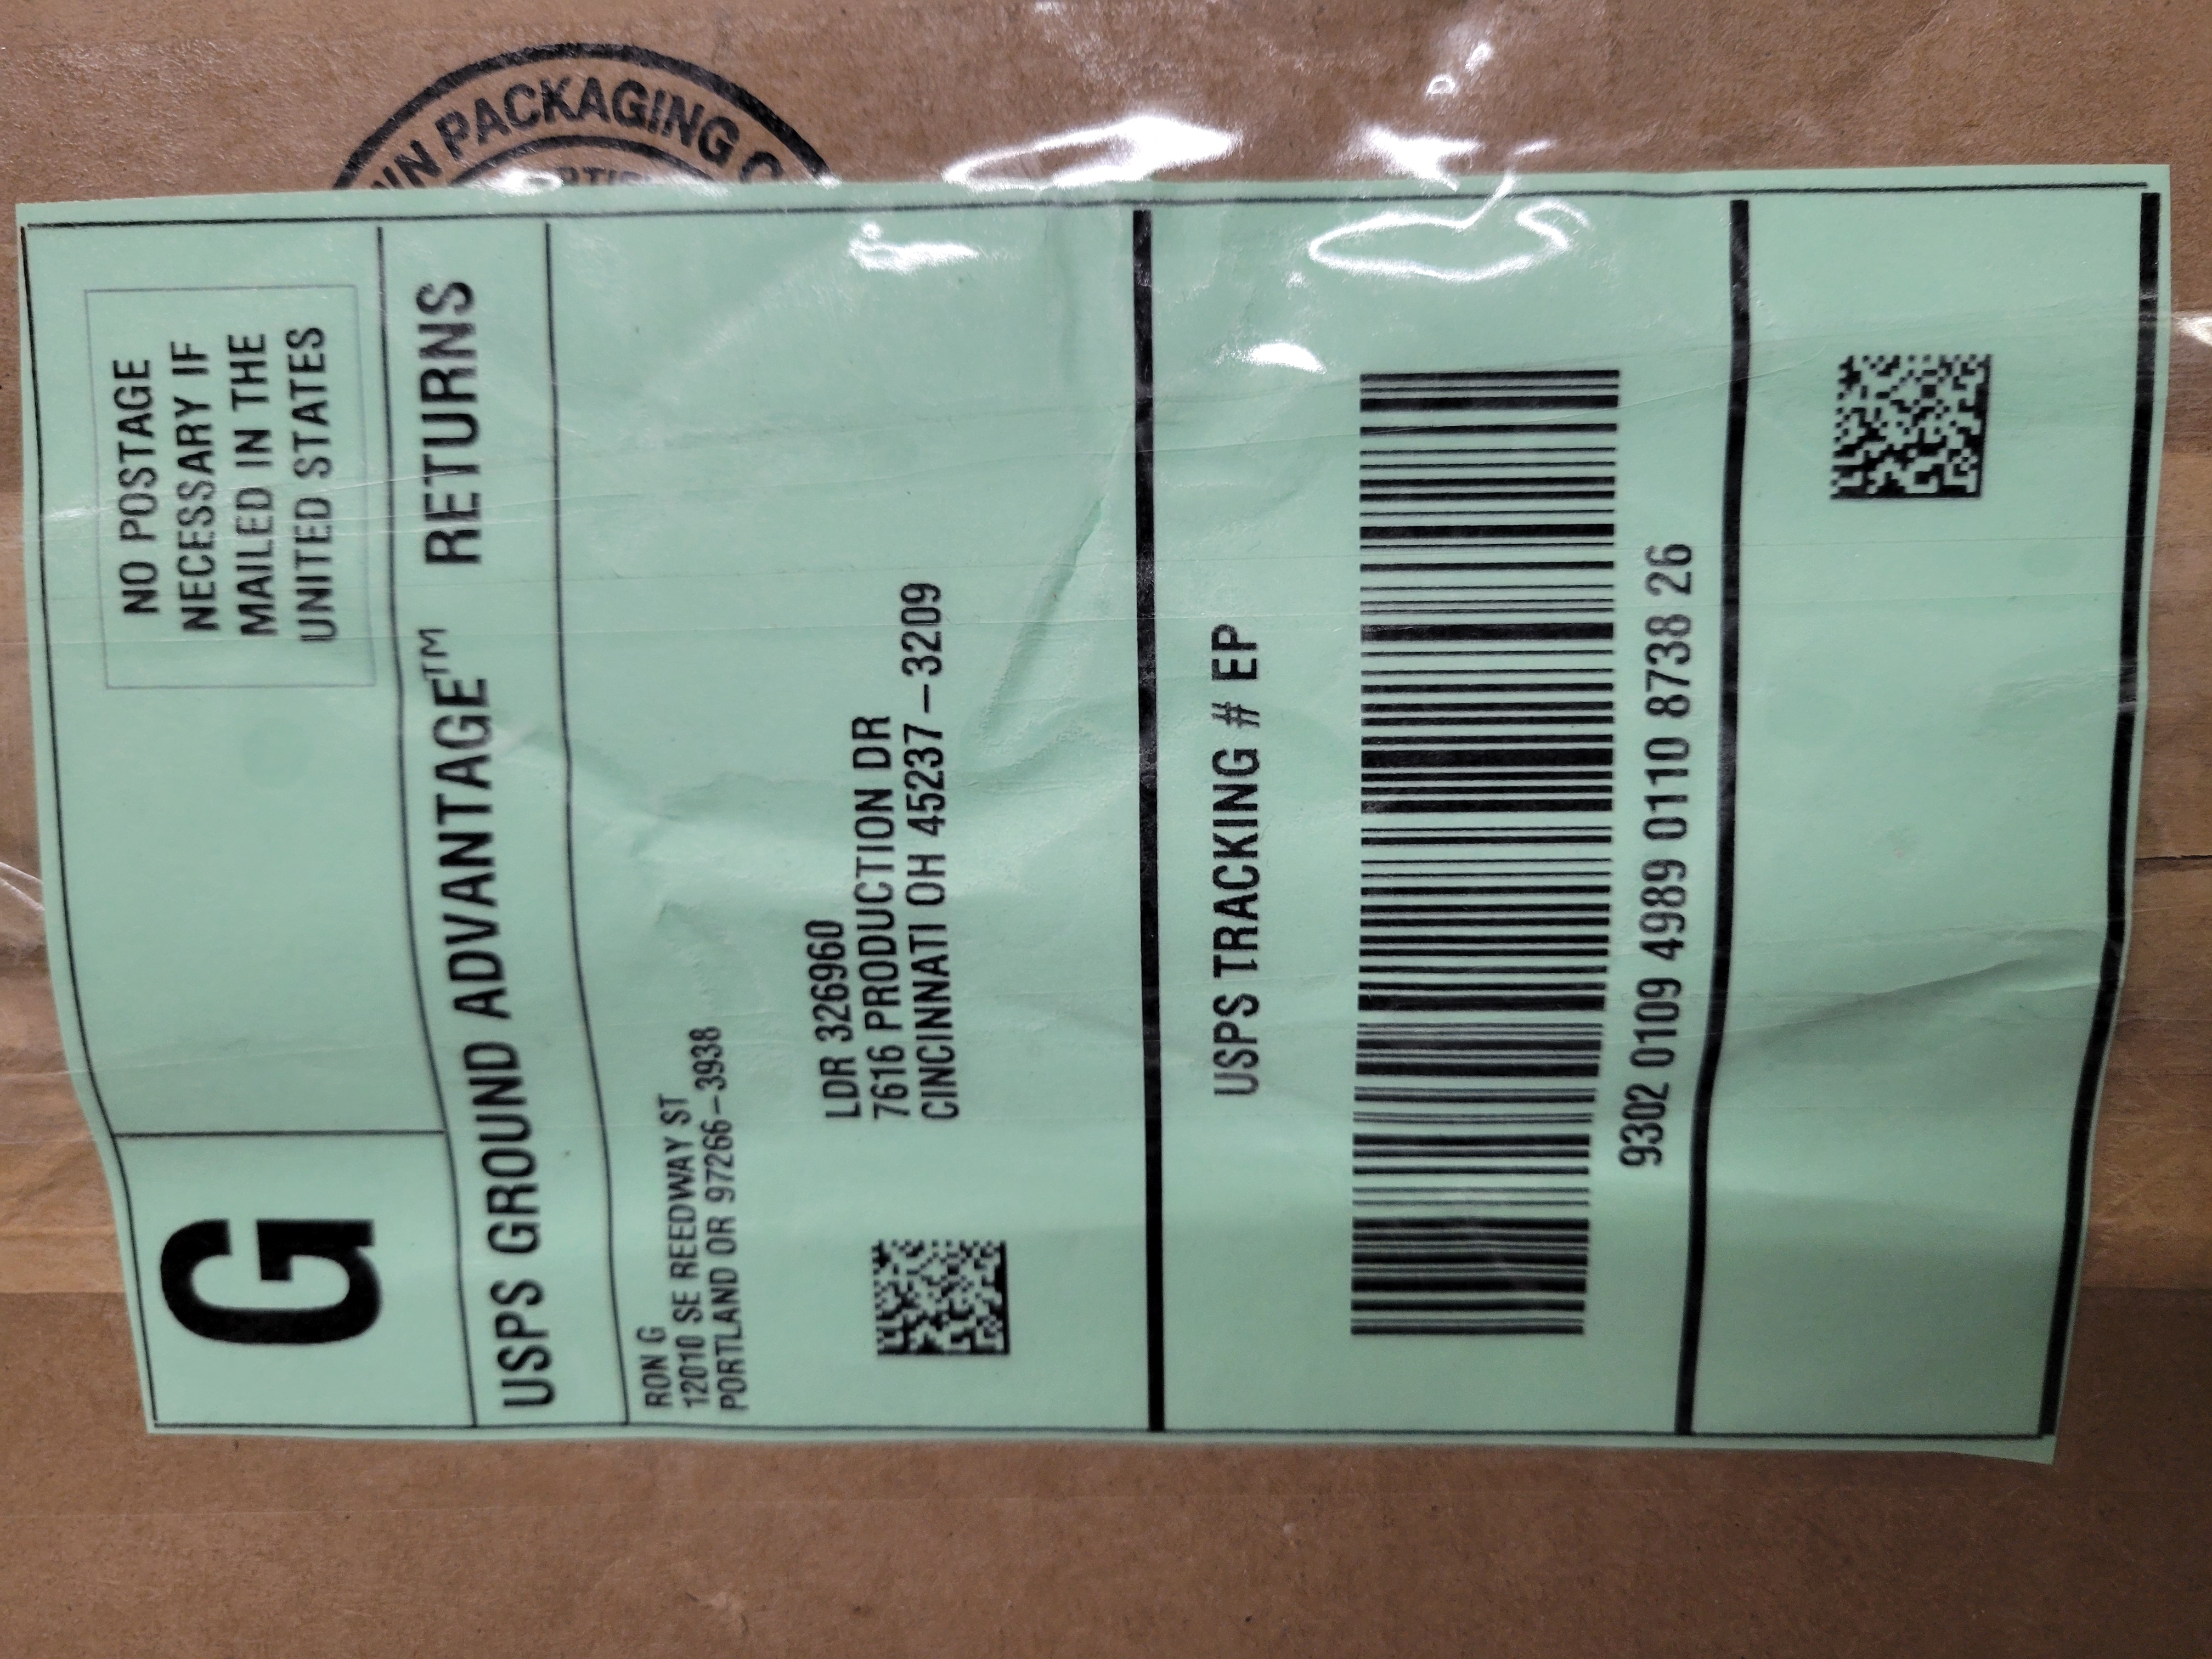 IN PACKAGING
G
NO POSTAGE
NECESSARY IF
MAILED IN THE
UNITED STATES
USPS GROUND ADVANTAGE™ RETURNS
RON G
12010 SE REEDWAY ST
PORTLAND OR 97266-3938
LDR 326960
7616 PRODUCTION DR
CINCINNATI OH 45237-3209
USPS TRACKING # EP
9302 0109 4989 0110 8738 26